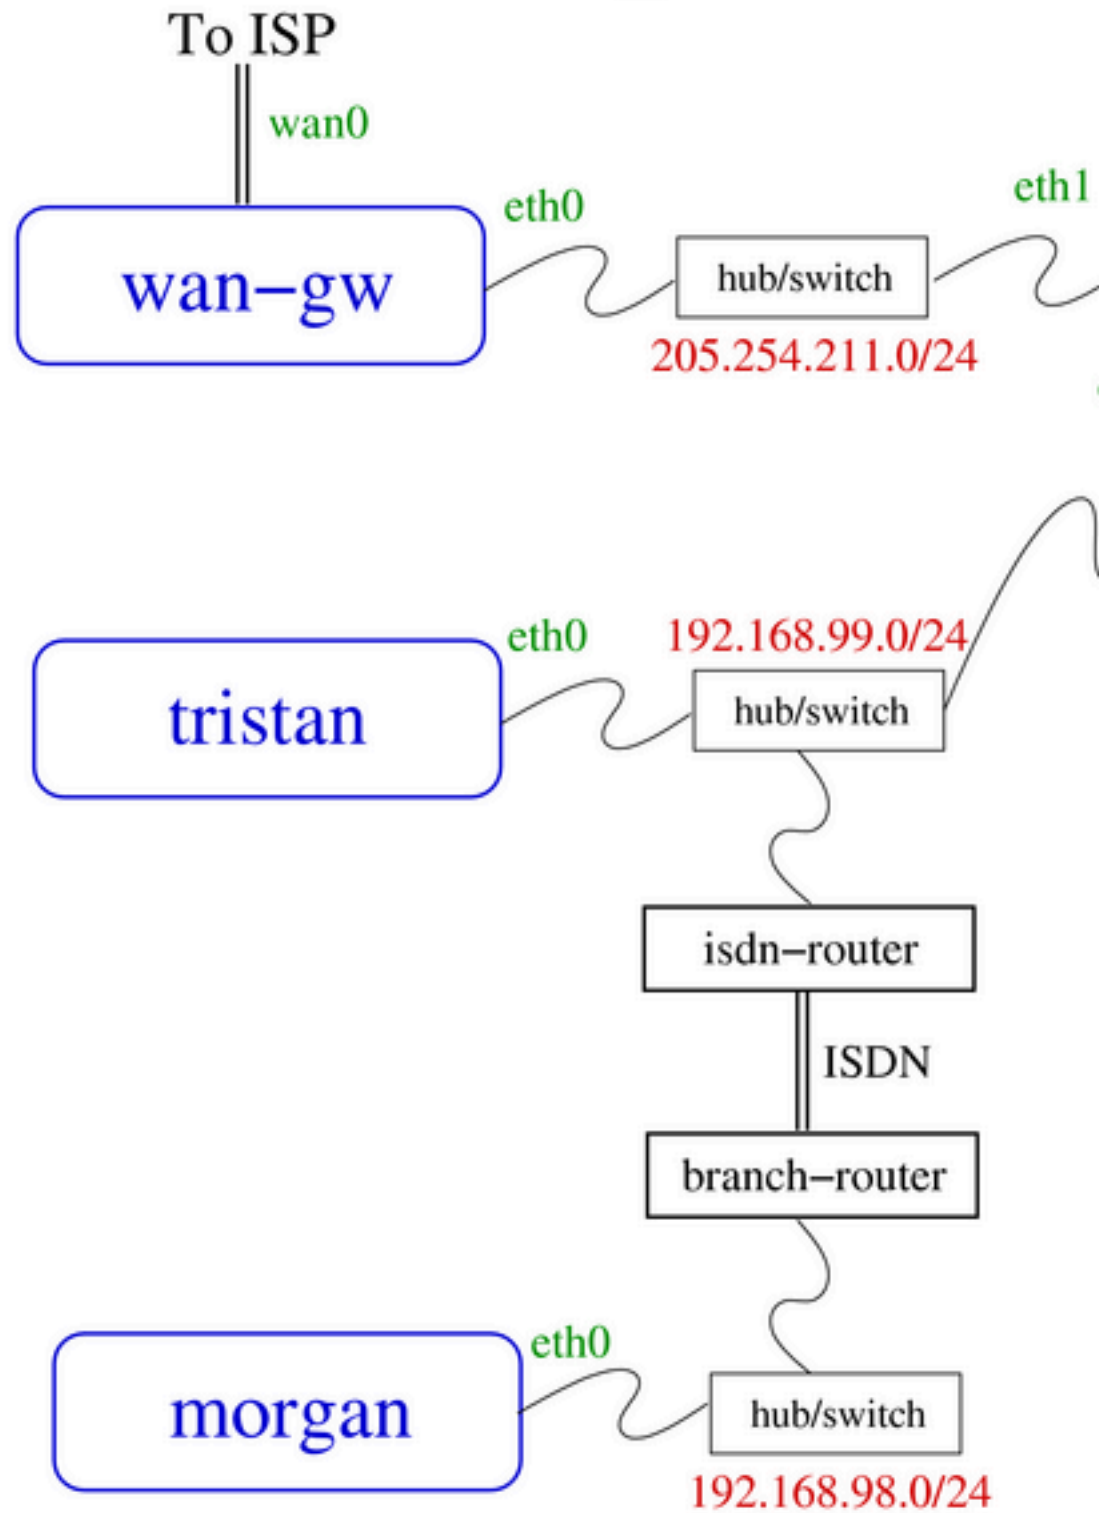 To ISP
wan0
eth0
eth1
wan–gw
hub/switch
205.254.211.0/24
eth0
192.168.99.0/24
tristan
hub/switch
isdn–router
ISDN
branch–router
eth0
morgan
hub/switch
192.168.98.0/24